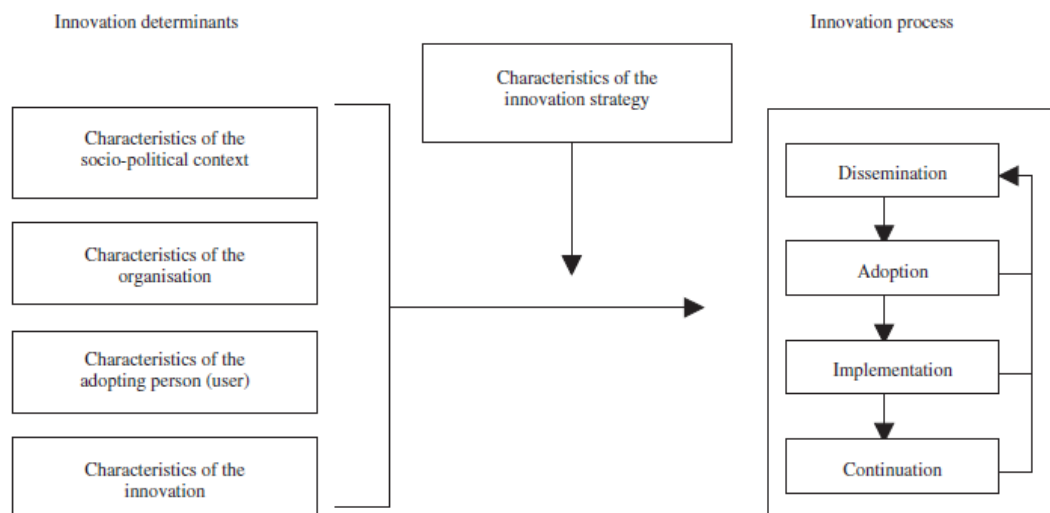 Innovation determinants
Innovation process
Characteristics of the
innovation strategy
Characteristics of the
socio-political context
Characteristics of the
organisation
Characteristics of the
adopting person (user)
Characteristics of the
innovation
Dissemination
Adoption
Implementation
Continuation